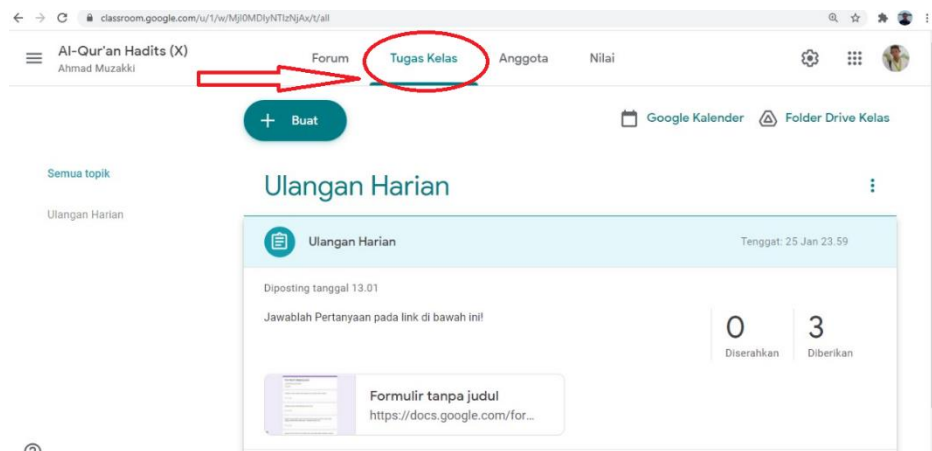 classroom.google.com/u/1/w/MjI0MDIyNTIzNjAx/t/all
Al-Qur'an Hadits (X)
Ahmad Muzakki
Forum
Tugas Kelas
Anggota
Nilai
+ Buat
Google Kalender
Folder Drive Kelas
Semua topik
Ulangan Harian
Ulangan Harian
Ulangan Harian
Tenggat: 25 Jan 23.59
Diposting tanggal 13.01
Jawablah Pertanyaan pada link di bawah ini!
0
Diserahkan
3
Diberikan
Formulir tanpa judul
https://docs.google.com/for...